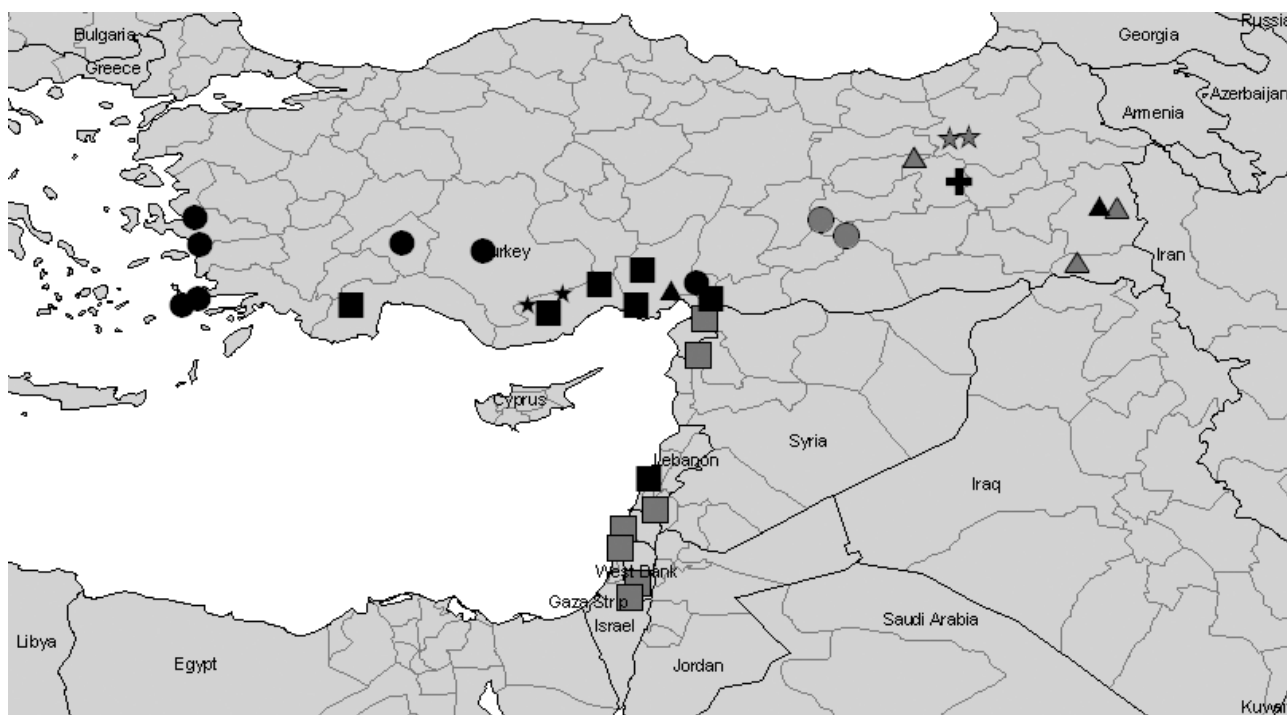 Bulgaria
Russia
Georgia
Greece
Azerbaijan
Armenia
urkey
Iran
Cyprus
Syria
Lebanon
Iraq
West Bank
Gaza Strip
Saudi Arabia
Israel
Libya
Egypt
Jordan
Kuwai